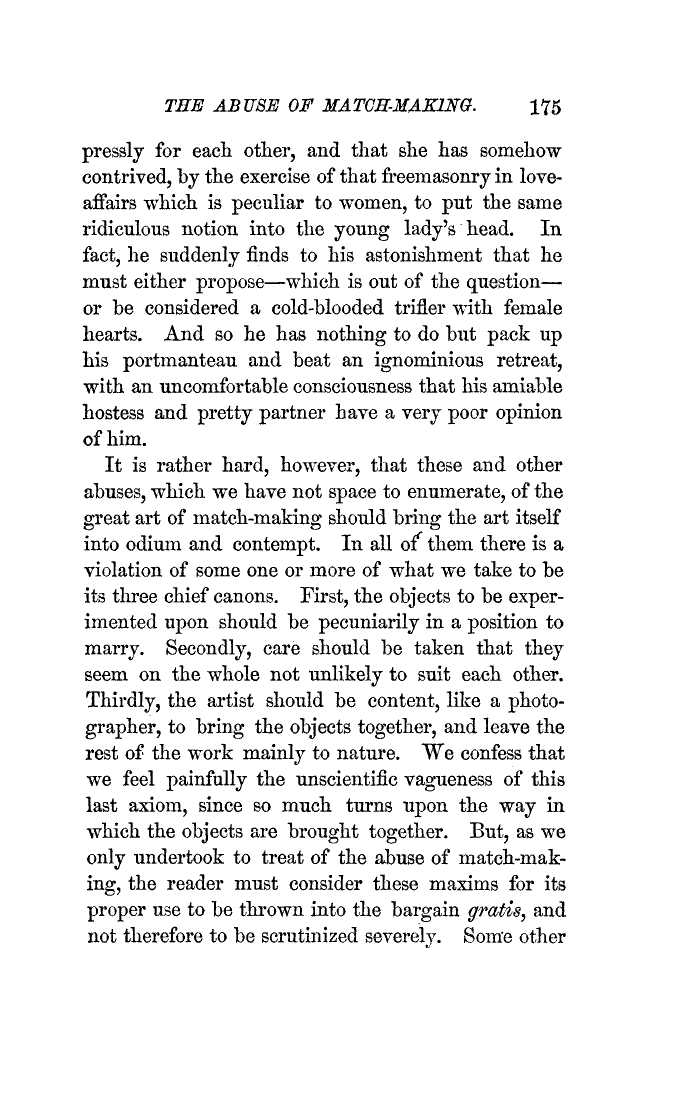 THE ABUSE OF MATCH-MAKING. 175
pressly for each other, and that she has somehow
contrived, by the exercise of that freemasonry in love-
affairs which is peculiar to women, to put the same
ridiculous notion into the young lady's head. In
fact, he suddenly finds to his astonishment that he
must either propose—which is out of the question—
or be considered a cold-blooded trifler with female
hearts. And so he has nothing to do but pack up
his portmanteau and beat an ignominious retreat,
with an uncomfortable consciousness that his amiable
hostess and pretty partner have a very poor opinion
of him.
It is rather hard, however, that these and other
abuses, which we have not space to enumerate, of the
great art of match-making should bring the art itself
into odium and contempt. In all of them there is a
violation of some one or more of what we take to be
its three chief canons. First, the objects to be exper-
imented upon should be pecuniarily in a position to
marry. Secondly, care should be taken that they
seem on the whole not unlikely to suit each other.
Thirdly, the artist should be content, like a photo-
grapher, to bring the objects together, and leave the
rest of the work mainly to nature. We confess that
we feel painfully the unscientific vagueness of this
last axiom, since so much turns upon the way in
which the objects are brought together. But, as we
only undertook to treat of the abuse of match-mak-
ing, the reader must consider these maxims for its
proper use to be thrown into the bargain gratis, and
not therefore to be scrutinized severely. Some other